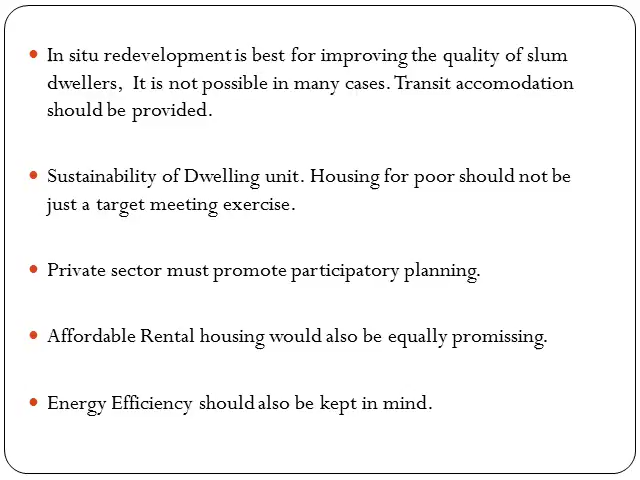 • In situ redevelopment is best for improving the quality of slum
dwellers, It is not possible in many cases. Transit accomodation
should be provided.
• Sustainability of Dwelling unit. Housing for poor should not be
just a target meeting exercise.
• Private sector must promote participatory planning.
• Affordable Rental housing would also be equally promissing.
• Energy Efficiency should also be kept in mind.